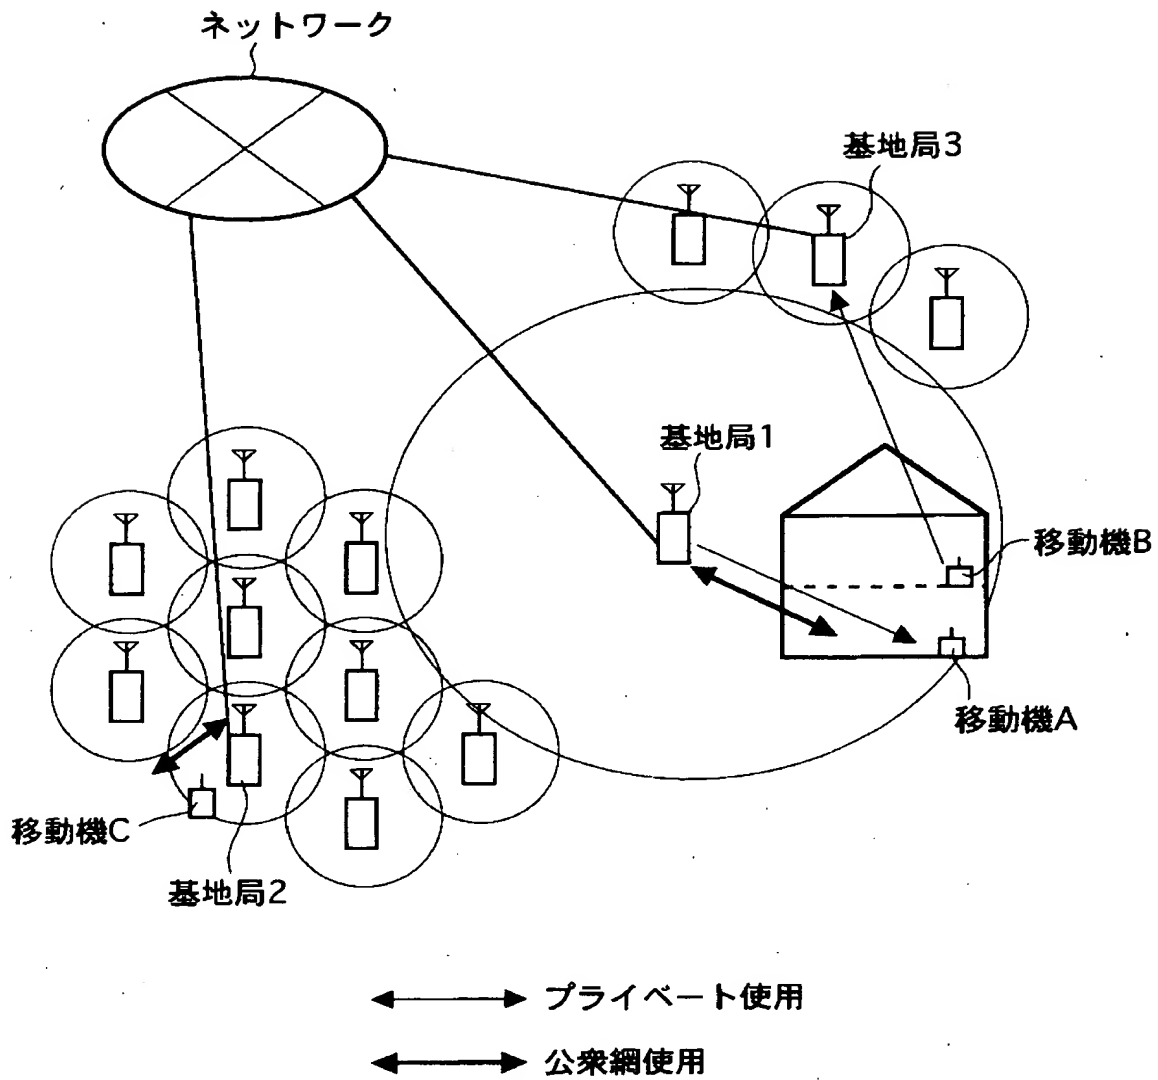 ネットワーク
基地局3
基地局1
移動機B
移動機A
移動機C
基地局2
プライベート使用
公衆網使用